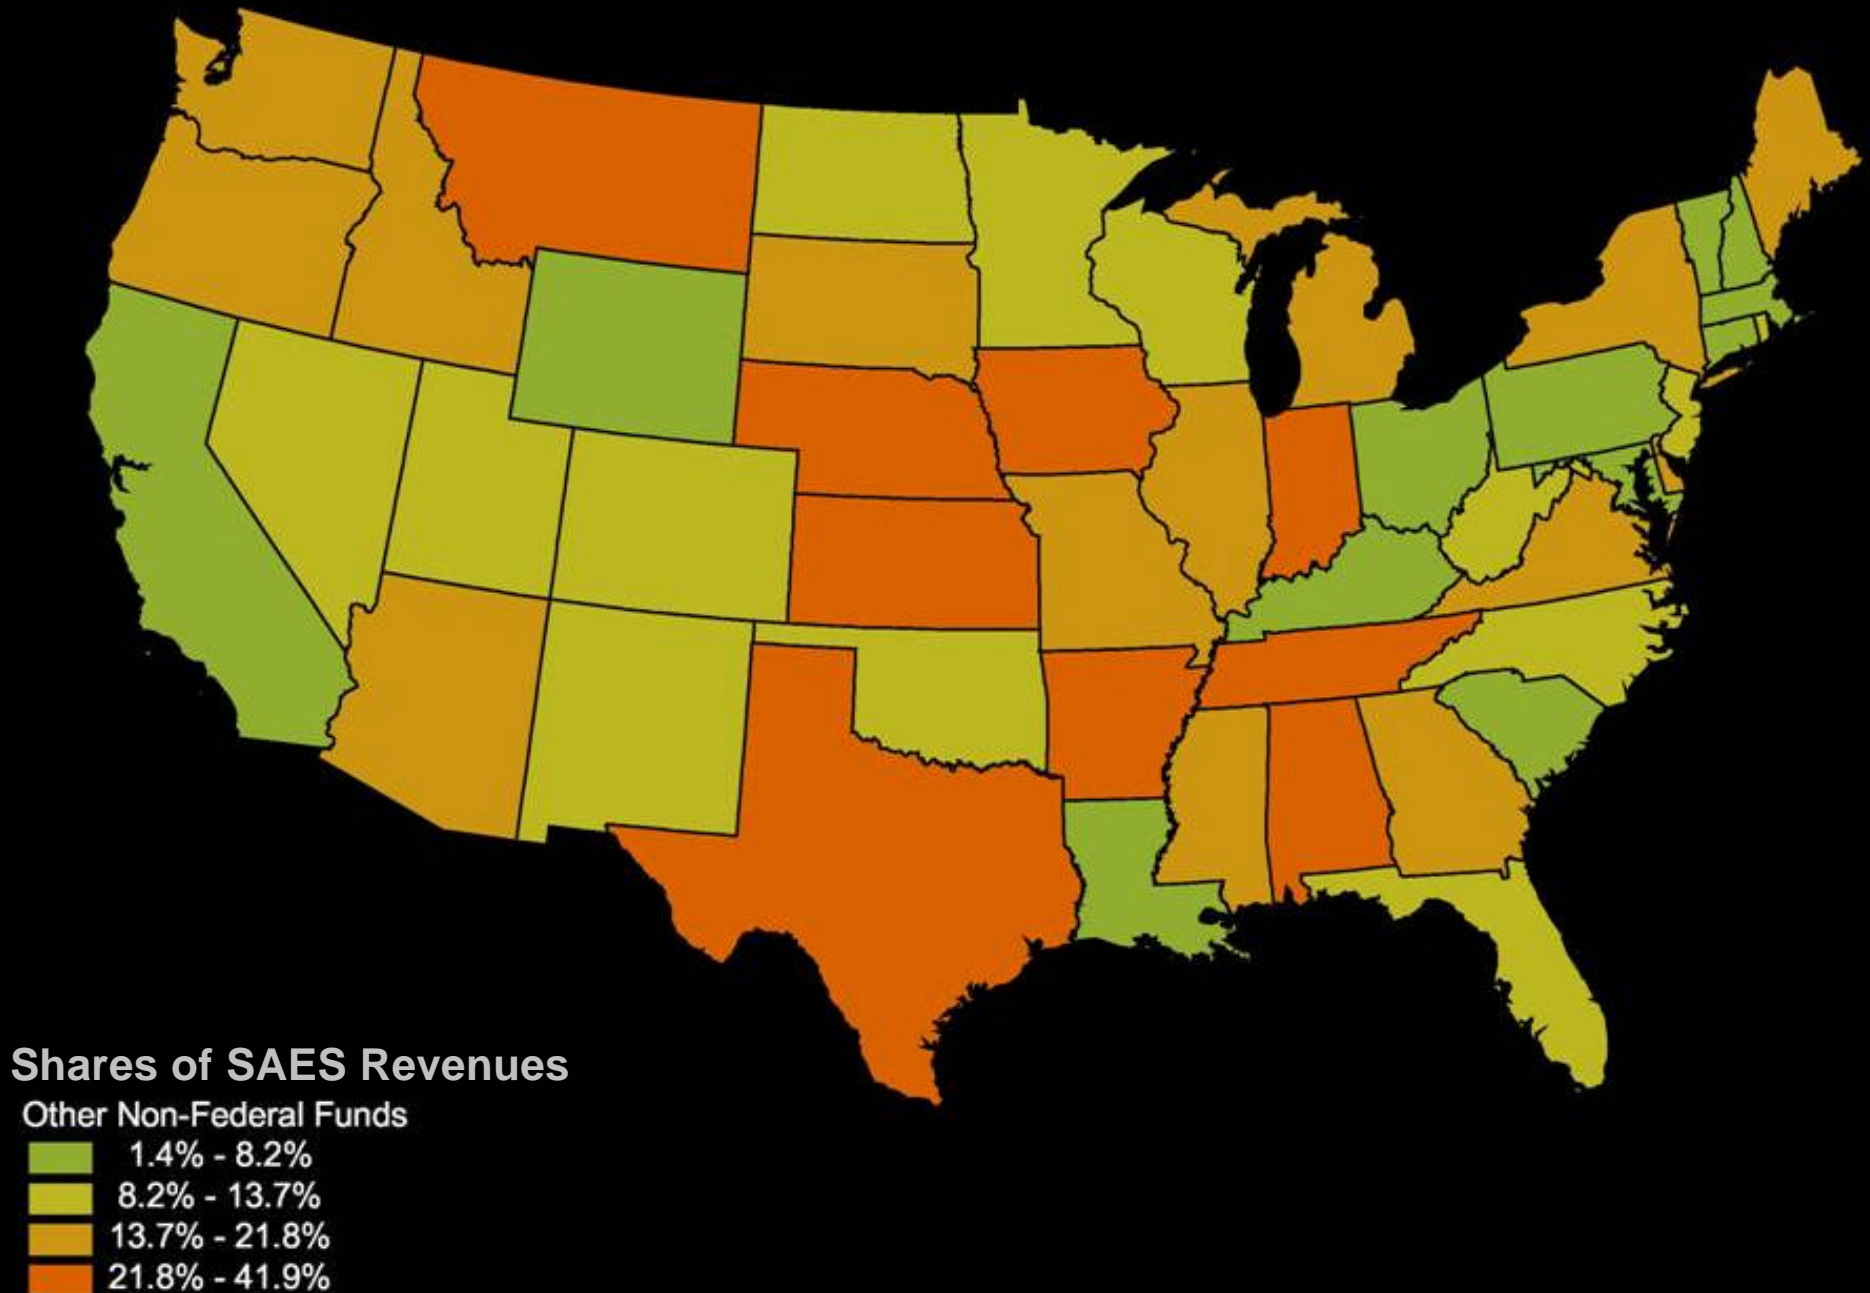 Shares of SAES Revenues
Other Non-Federal Funds
1.4% - 8.2%
8.2% - 13.7%
13.7% - 21.8%
21.8% - 41.9%